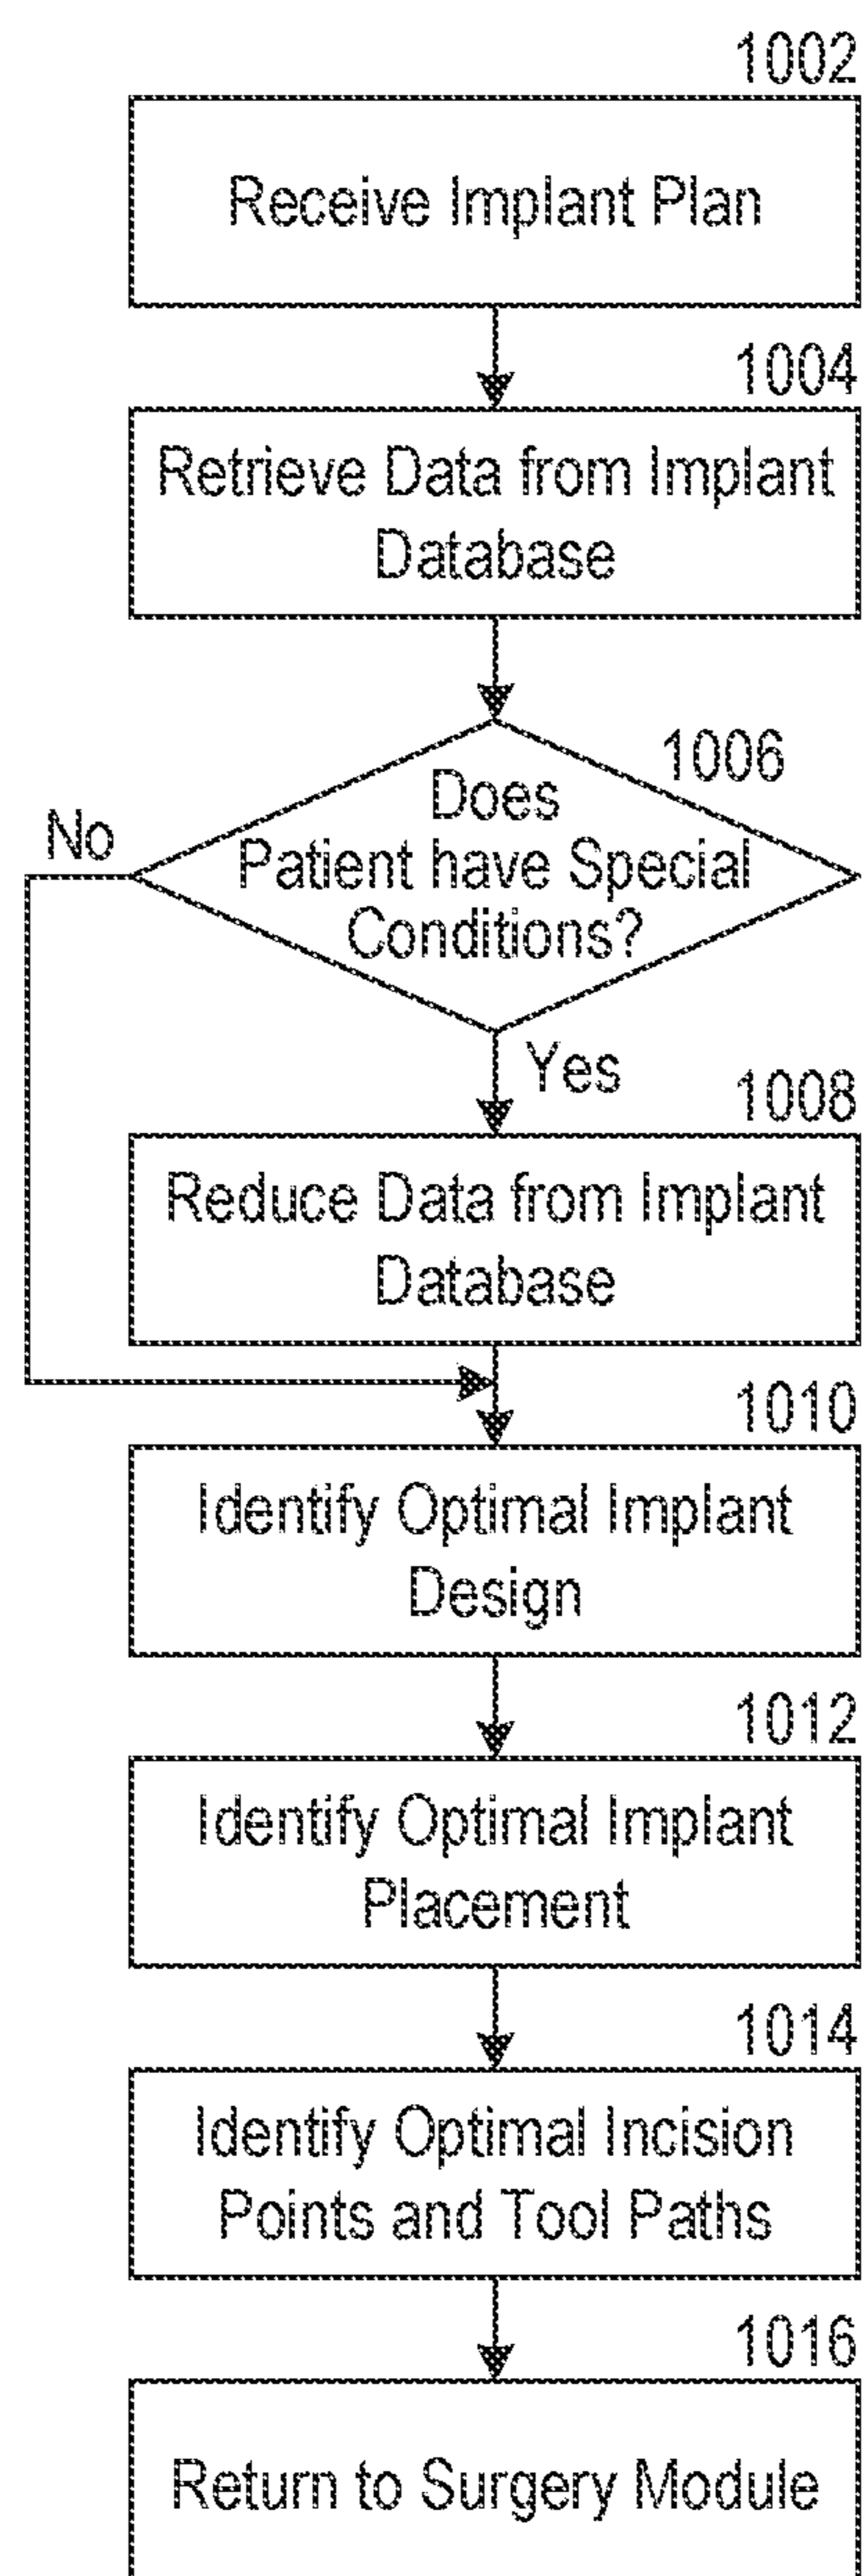 1002
Receive Implant Plan
1004
Retrieve Data from Implant
Database
1006
Does
Patient have Special
Conditions?
No
Yes
1008
Reduce Data from Implant
Database
1010
Identify Optimal Implant
Design
1012
Identify Optimal Implant
Placement
1014
Identify Optimal Incision
Points and Tool Paths
1016
Return to Surgery Module